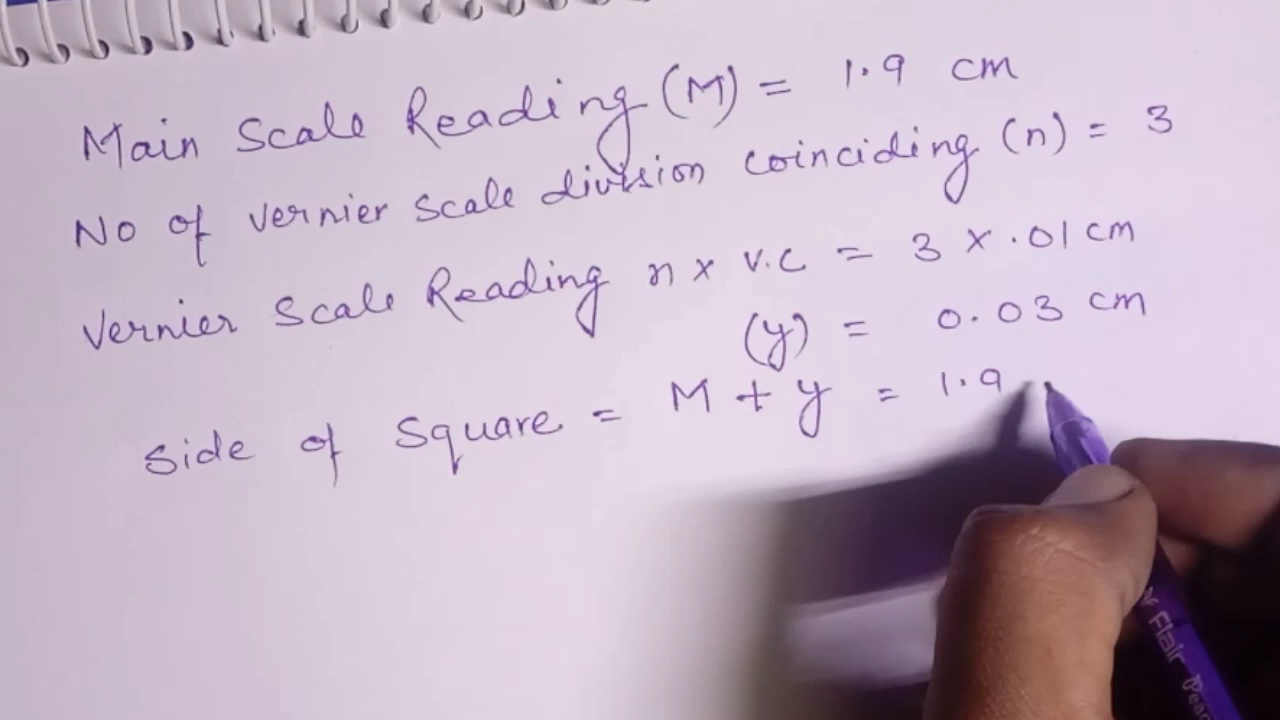 Main Scale Reading (M) = 1.9 cm
No of Vernier Scale division coinciding (n) = 3
Vernier Scale Reading n x V.C = 3 x .01 cm
(y) = 0.03 cm
Side of Square = M + y = 1.9
Flair